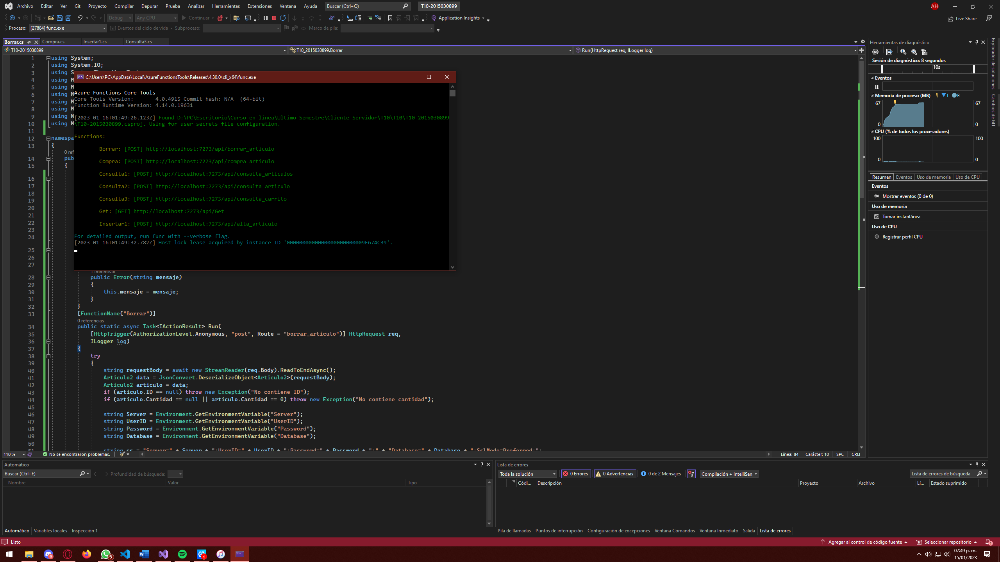 Archivo Editar Ver Git Proyecto Compilar Depurar Prueba Analizar Herramientas Extensiones Ventana Ayuda Buscar (Ctrl+Q) T10-2015030899 AH
Debug Any CPU Continuar Application Insights Live Share
Proceso: [27884] func.exe Eventos del ciclo de vida Subproceso: Marco de pila:
Borrar.cs Compra.cs Insertar1.cs Consulta3.cs
T10-2015030899 T10_2015030899.Borrar Run(HttpRequest req, ILogger log)
1 using System;
2 using System.IO;
3 using
4 using M
5 using M
6 using M
7 using M
8 using M
9 using N
10 using M
11
12 namespa
13 {
0 ref
14 pub
15 {
16
17
18
19
20
21
22
23
24
25
26
27
C:\Users\PC\AppData\Local\AzureFunctionsTools\Releases\4.30.0\cli_x64\func.exe
Azure Functions Core Tools
Core Tools Version: 4.0.4915 Commit hash: N/A (64-bit)
Function Runtime Version: 4.14.0.19631
[2023-01-16T01:49:26.123Z] Found D:\PC\Escritorio\Curso en linea\Ultimo-Semestre\Cliente-Servidor\T10\T10\T10-2015030899
\T10-2015030899.csproj. Using for user secrets file configuration.
Functions:
Borrar: [POST] http://localhost:7273/api/borrar_articulo
Compra: [POST] http://localhost:7273/api/compra_articulo
Consulta1: [POST] http://localhost:7273/api/consulta_articulos
Consulta2: [POST] http://localhost:7273/api/consulta_articulo
Consulta3: [POST] http://localhost:7273/api/consulta_carrito
Get: [GET] http://localhost:7273/api/Get
Insertar1: [POST] http://localhost:7273/api/alta_articulo
For detailed output, run func with --verbose flag.
[2023-01-16T01:49:32.782Z] Host lock lease acquired by instance ID '0000000000000000000000009F674C39'.
1 referencia
28 public Error(string mensaje)
29 {
30 this.mensaje = mensaje;
31 }
32 }
33 [FunctionName("Borrar")]
0 referencias
34 public static async Task<IActionResult> Run(
35 [HttpTrigger(AuthorizationLevel.Anonymous, "post", Route = "borrar_articulo")] HttpRequest req,
36 ILogger log)
37 {
38 try
39 {
40 string requestBody = await new StreamReader(req.Body).ReadToEndAsync();
41 Articulo2 data = JsonConvert.DeserializeObject<Articulo2>(requestBody);
42 Articulo2 articulo = data;
43 if (articulo.ID == null) throw new Exception("No contiene ID");
44 if (articulo.Cantidad == null || articulo.Cantidad == 0) throw new Exception("No contiene cantidad");
45
46 string Server = Environment.GetEnvironmentVariable("Server");
47 string UserID = Environment.GetEnvironmentVariable("UserID");
48 string Password = Environment.GetEnvironmentVariable("Password");
49 string Database = Environment.GetEnvironmentVariable("Database");
50
51 string cs = "Server=" + Server + ";UserID=" + UserID + ";Password=" + Password + ";" + "Database=" + Database + ";SslMode=Preferred;";
110 % No se encontraron problemas. Línea: 84 Carácter: 10 SPC CRLF
Herramientas de diagnóstico
Sesión de diagnóstico: 8 segundos
10s
Eventos
Memoria de proceso (MB) I B
67 67
0 0
CPU (% de todos los procesadores)
100 100
0 0
Resumen Eventos Uso de memoria Uso de CPU
Eventos
Mostrar eventos (0 de 0)
Uso de memoria
Tomar instantánea
Uso de CPU
Registrar perfil CPU
Explorador de soluciones
Cambios de GIT
Automático
Buscar (Ctrl+E) Profundidad de búsqueda:
Nombre Valor Tipo
Automático Variables locales Inspección 1
Lista de errores
Toda la solución 0 Errores 0 Advertencias 0 de 2 Mensajes Compilación + IntelliSen Lista de errores de búsqueda
Códi... Descripción Proyecto Archivo Lí... Estado suprimido
Pila de llamadas Puntos de interrupción Configuración de excepciones Ventana Comandos Ventana Inmediato Salida Lista de errores
Listo Agregar al control de código fuente Seleccionar repositorio 1
9 5 1
07:49 p. m.
15/01/2023